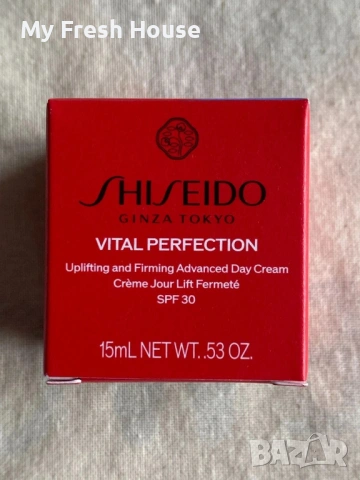 My Fresh House
SHISEIDO
GINZA TOKYO
VITAL PERFECTION
Uplifting and Firming Advanced Day Cream
Crème Jour Lift Fermeté
SPF 30
15mL NET WT. .53 OZ.
BAZAR
bg